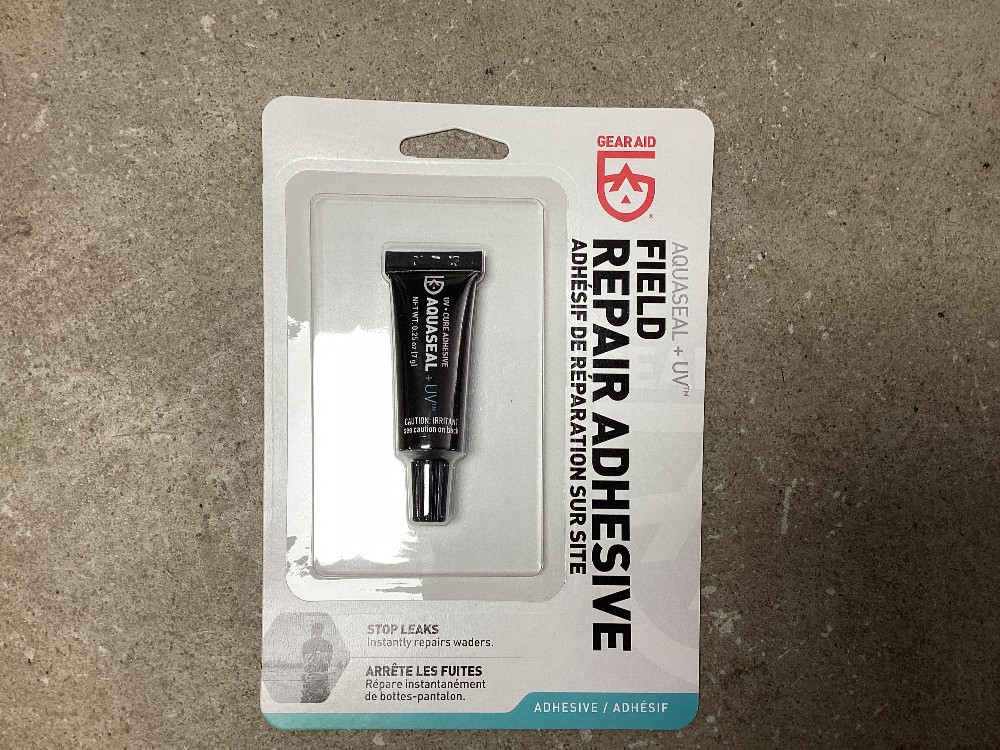 GEAR AID
AQUASEAL + UV™
FIELD
REPAIR ADHESIVE
ADHÉSIF DE RÉPARATION SUR SITE
UV • CURE ADHESIVE
AQUASEAL + UV™
NET WT. 0.25 oz (7 g)
CAUTION: IRRITANT
see caution on back
STOP LEAKS
Instantly repairs waders.
ARRÊTE LES FUITES
Répare instantanément
de bottes-pantalon.
ADHESIVE / ADHÉSIF